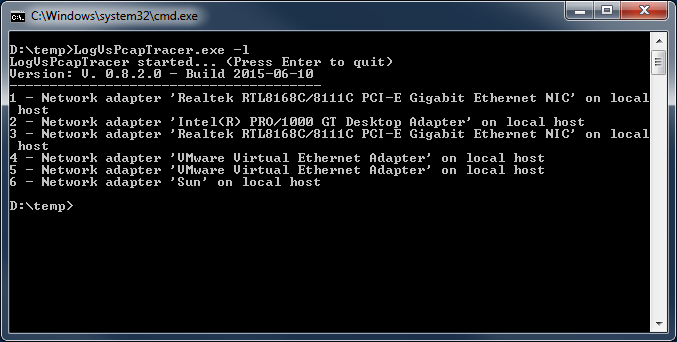 C:\Windows\system32\cmd.exe
D:\temp>LogVsPcapTracer.exe -l
LogVsPcapTracer started... (Press Enter to quit)
Version: V. 0.8.2.0 - Build 2015-06-10
----------------------------------------
1 - Network adapter 'Realtek RTL8168C/8111C PCI-E Gigabit Ethernet NIC' on local
 host
2 - Network adapter 'Intel(R) PRO/1000 GT Desktop Adapter' on local host
3 - Network adapter 'Realtek RTL8168C/8111C PCI-E Gigabit Ethernet NIC' on local
 host
4 - Network adapter 'VMware Virtual Ethernet Adapter' on local host
5 - Network adapter 'VMware Virtual Ethernet Adapter' on local host
6 - Network adapter 'Sun' on local host
D:\temp>